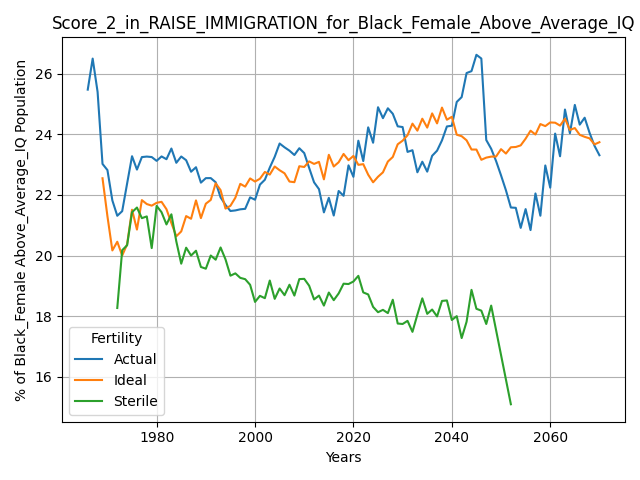 Score_2_in_RAISE_IMMIGRATION_for_Black_Female_Above_Average_IQ
% of Black_Female Above_Average_IQ Population
26
24
22
20
18
16
Fertility
Actual
Ideal
Sterile
1980
2000
2020
2040
2060
Years